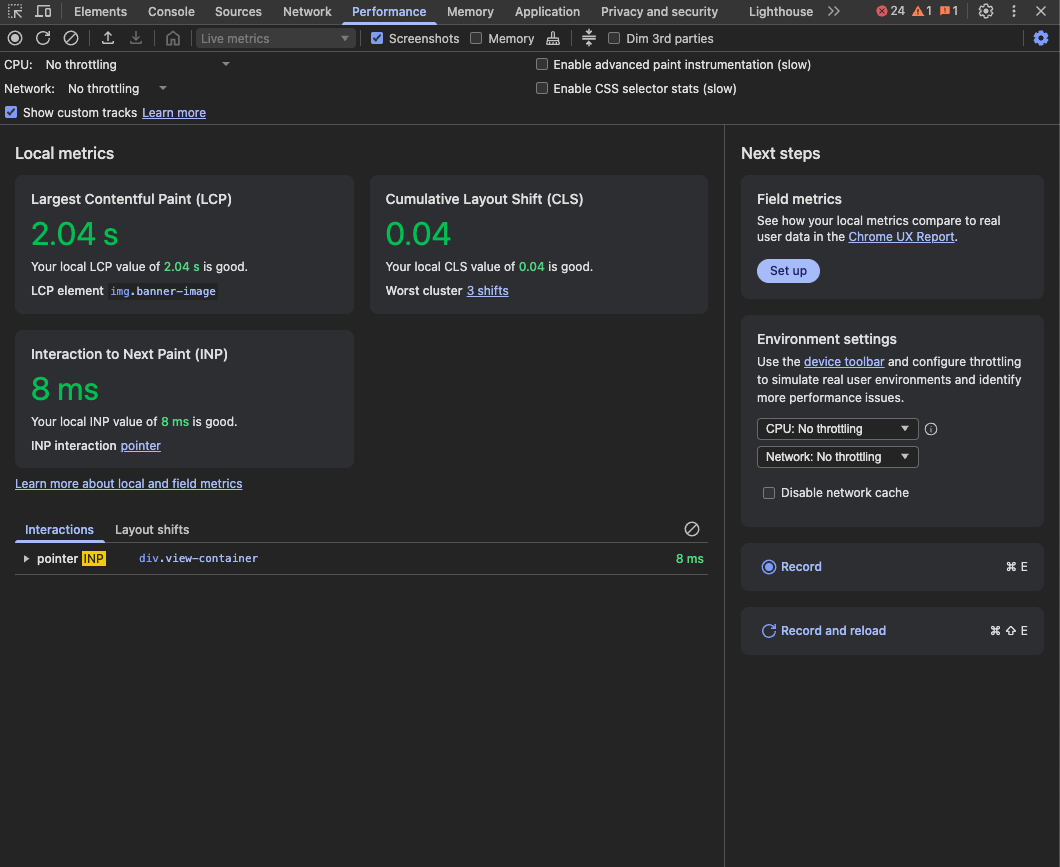 Elements Console Sources Network Performance Memory Application Privacy and security Lighthouse 24 1 1
Live metrics Screenshots Memory Dim 3rd parties
CPU: No throttling Enable advanced paint instrumentation (slow)
Network: No throttling Enable CSS selector stats (slow)
Show custom tracks Learn more
Local metrics
Largest Contentful Paint (LCP)
2.04 s
Your local LCP value of 2.04 s is good.
LCP element img.banner-image
Cumulative Layout Shift (CLS)
0.04
Your local CLS value of 0.04 is good.
Worst cluster 3 shifts
Interaction to Next Paint (INP)
8 ms
Your local INP value of 8 ms is good.
INP interaction pointer
Learn more about local and field metrics
Interactions Layout shifts
pointer INP div.view-container 8 ms
Next steps
Field metrics
See how your local metrics compare to real
user data in the Chrome UX Report.
Set up
Environment settings
Use the device toolbar and configure throttling
to simulate real user environments and identify
more performance issues.
CPU: No throttling
Network: No throttling
Disable network cache
Record ⌘ E
Record and reload ⌘ ⇧ E